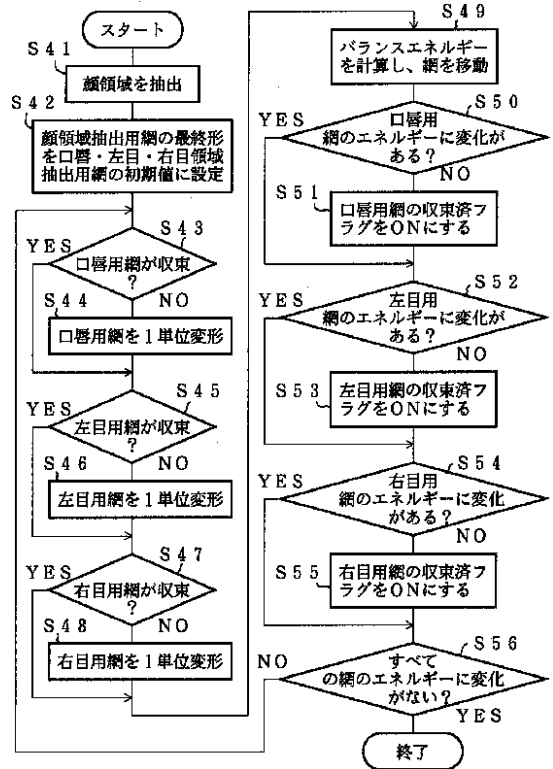 スタート
S41
顔領域を抽出
S42
顔領域抽出用網の最終形
を口唇・左目・右目領域
抽出用網の初期値に設定
S43
YES
口唇用網が収束
?
S44
NO
口唇用網を1単位変形
S45
YES
左目用網が収束
?
S46
NO
左目用網を1単位変形
S47
YES
右目用網が収束
?
S48
NO
右目用網を1単位変形
S49
バランスエネルギー
を計算し、網を移動
S50
YES
口唇用
網のエネルギーに変化が
ある?
NO
S51
口唇用網の収束済フ
ラグをONにする
S52
YES
左目用
網のエネルギーに変化が
ある?
NO
S53
左目用網の収束済フ
ラグをONにする
S54
YES
右目用
網のエネルギーに変化
がある?
NO
S55
右目用網の収束済フ
ラグをONにする
S56
NO
すべて
の網のエネルギーに変化
がない?
YES
終了